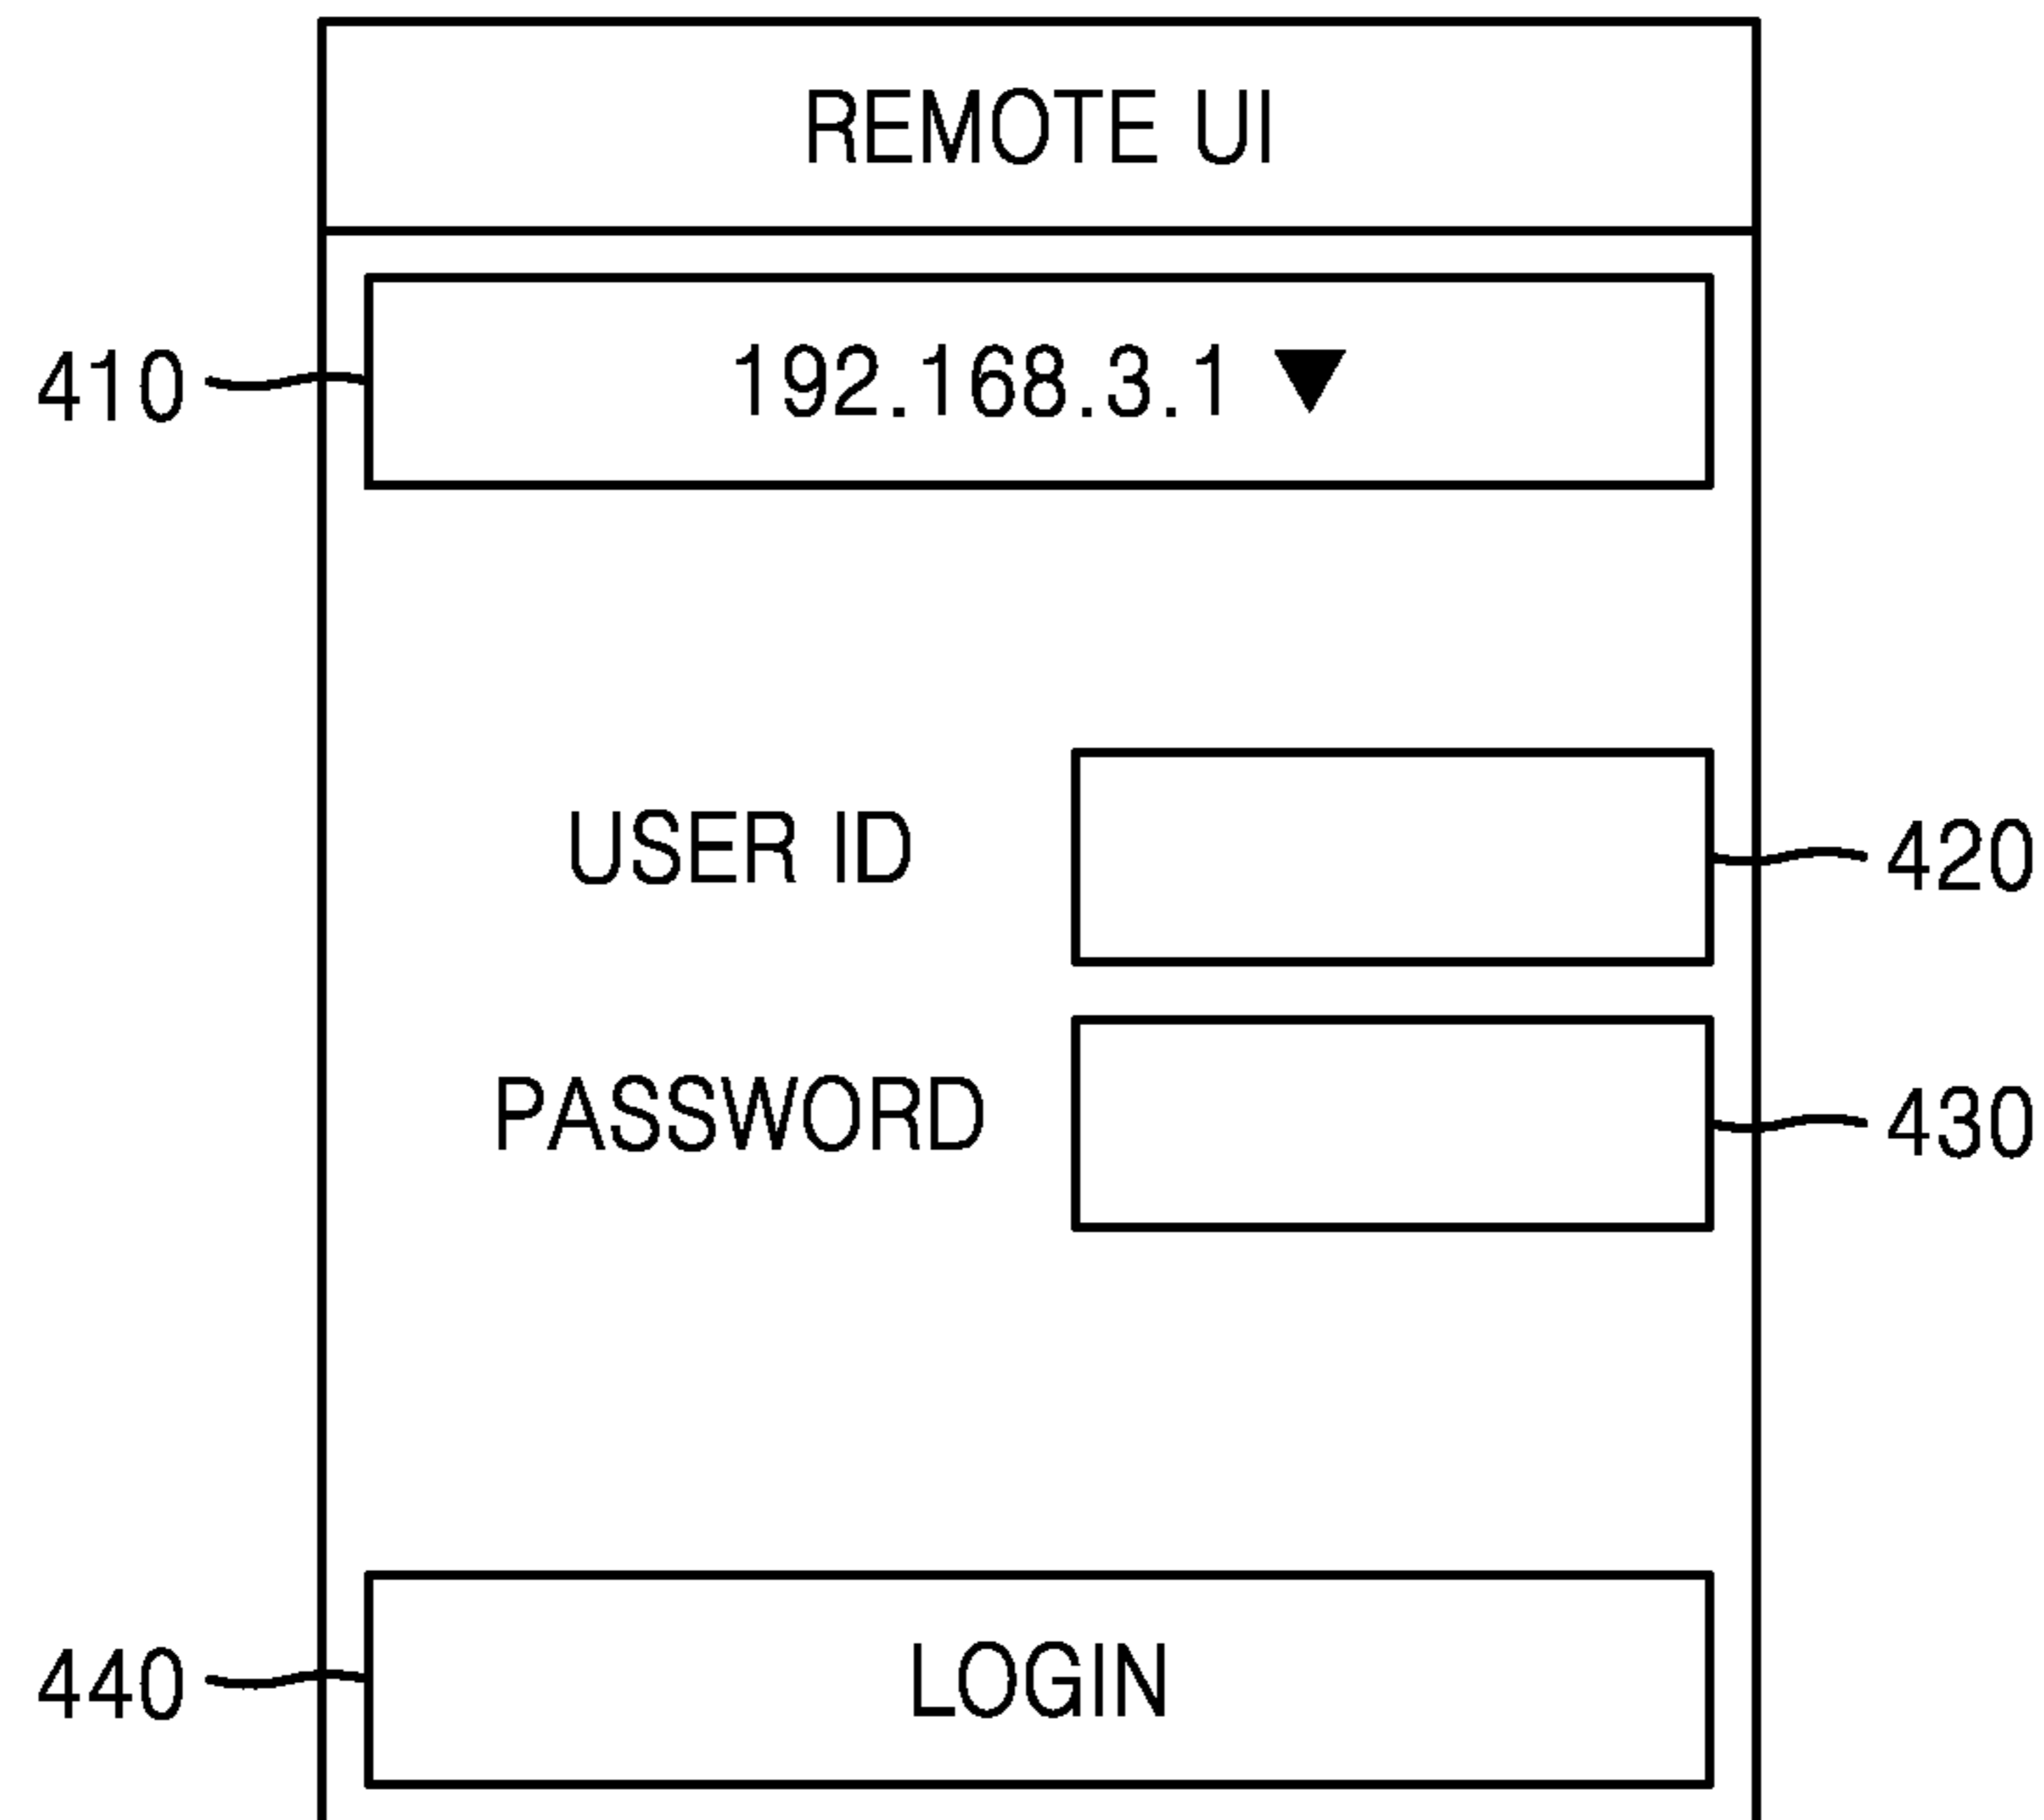 REMOTE UI
410 192.168.3.1 ▼
USER ID 420
PASSWORD 430
440 LOGIN